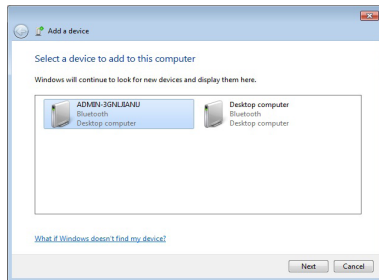 Add a device
Select a device to add to this computer
Windows will continue to look for new devices and display them here.
ADMIN-3GNLJIANU
Bluetooth
Desktop computer
Desktop computer
Bluetooth
Desktop computer
What if Windows doesn't find my device?
Next
Cancel